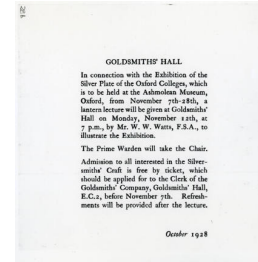 GOLDSMITHS' HALL
In connection with the Exhibition of the
Silver Plate of the Oxford Colleges, which
is to be held at the Ashmolean Museum,
Oxford, from November 7th-28th, a
lantern lecture will be given at Goldsmiths'
Hall on Monday, November 12th, at
7 p.m., by Mr. W. W. Watts, F.S.A., to
illustrate the Exhibition.
The Prime Warden will take the Chair.
Admission to all interested in the Silver-
smiths' Craft is free by ticket, which
should be applied for to the Clerk of the
Goldsmiths' Company, Goldsmiths' Hall,
E.C.2, before November 7th. Refresh-
ments will be provided after the lecture.
October 1928